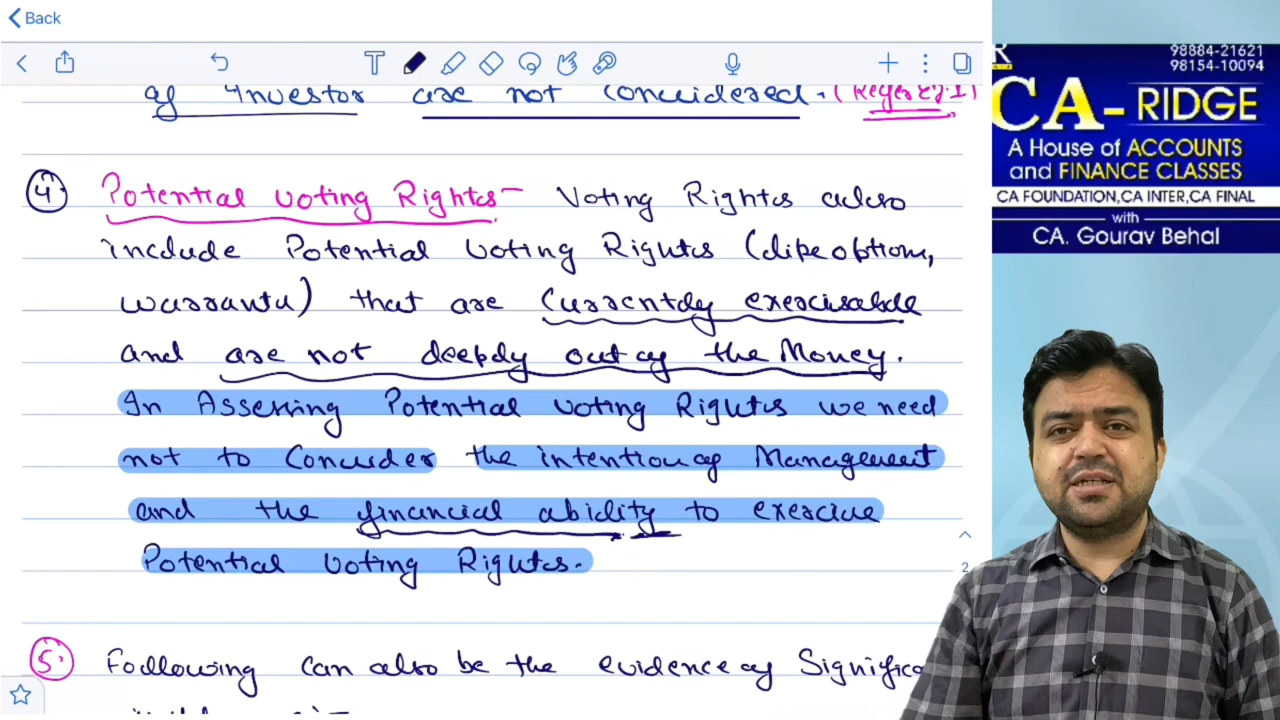 Back
of Investor are not Considered. (Refer Eg.1)
4 Potential Voting Rights - Voting Rights also
include Potential Voting Rights (like options,
warrants) that are Currently exercisable
and are not deeply out of the Money.
In Assessing Potential Voting Rights we need
not to Consider the intention of Management
and the financial ability to exercise
Potential Voting Rights.
2
5. Following can also be the evidence of
R
98884-21621
98154-10094
CA- RIDGE
A House of ACCOUNTS
and FINANCE CLASSES
CA FOUNDATION,CA INTER,CA FINAL
with
CA. Gourav Behal